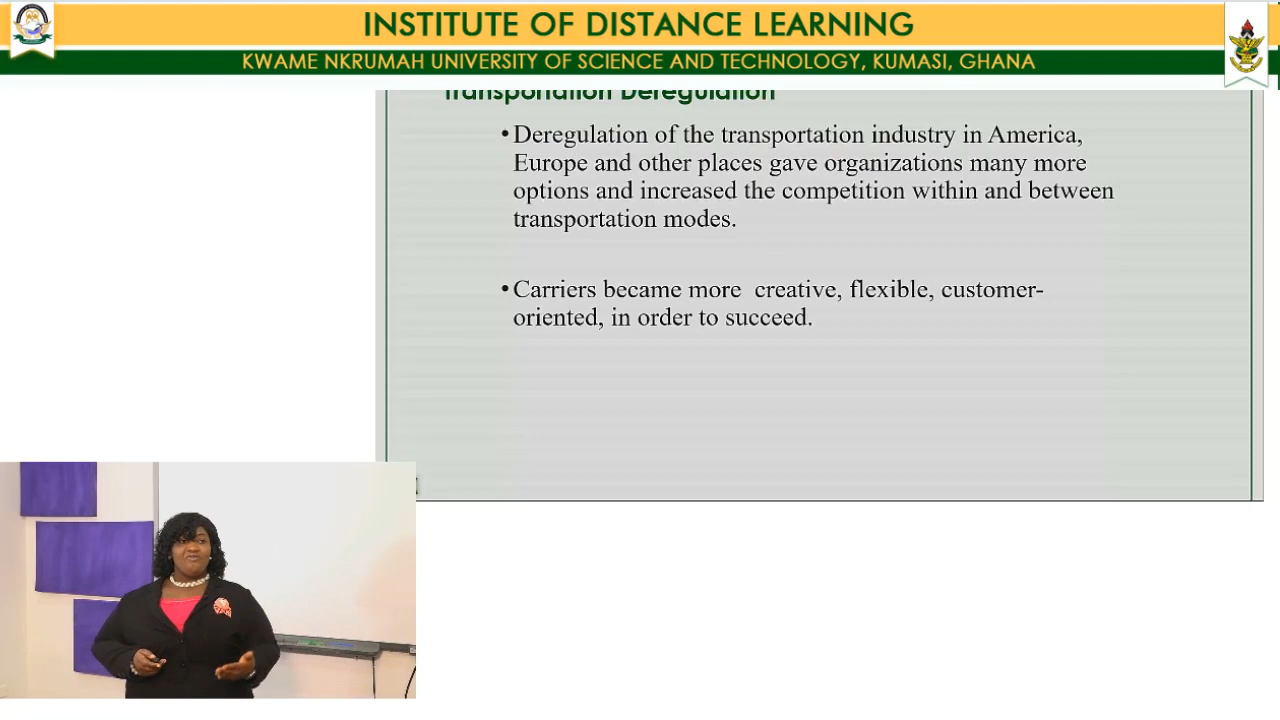 INSTITUTE OF DISTANCE LEARNING
KWAME NKRUMAH UNIVERSITY OF SCIENCE AND TECHNOLOGY, KUMASI, GHANA
Transportation Deregulation
•Deregulation of the transportation industry in America,
Europe and other places gave organizations many more
options and increased the competition within and between
transportation modes.
•Carriers became more creative, flexible, customer-
oriented, in order to succeed.